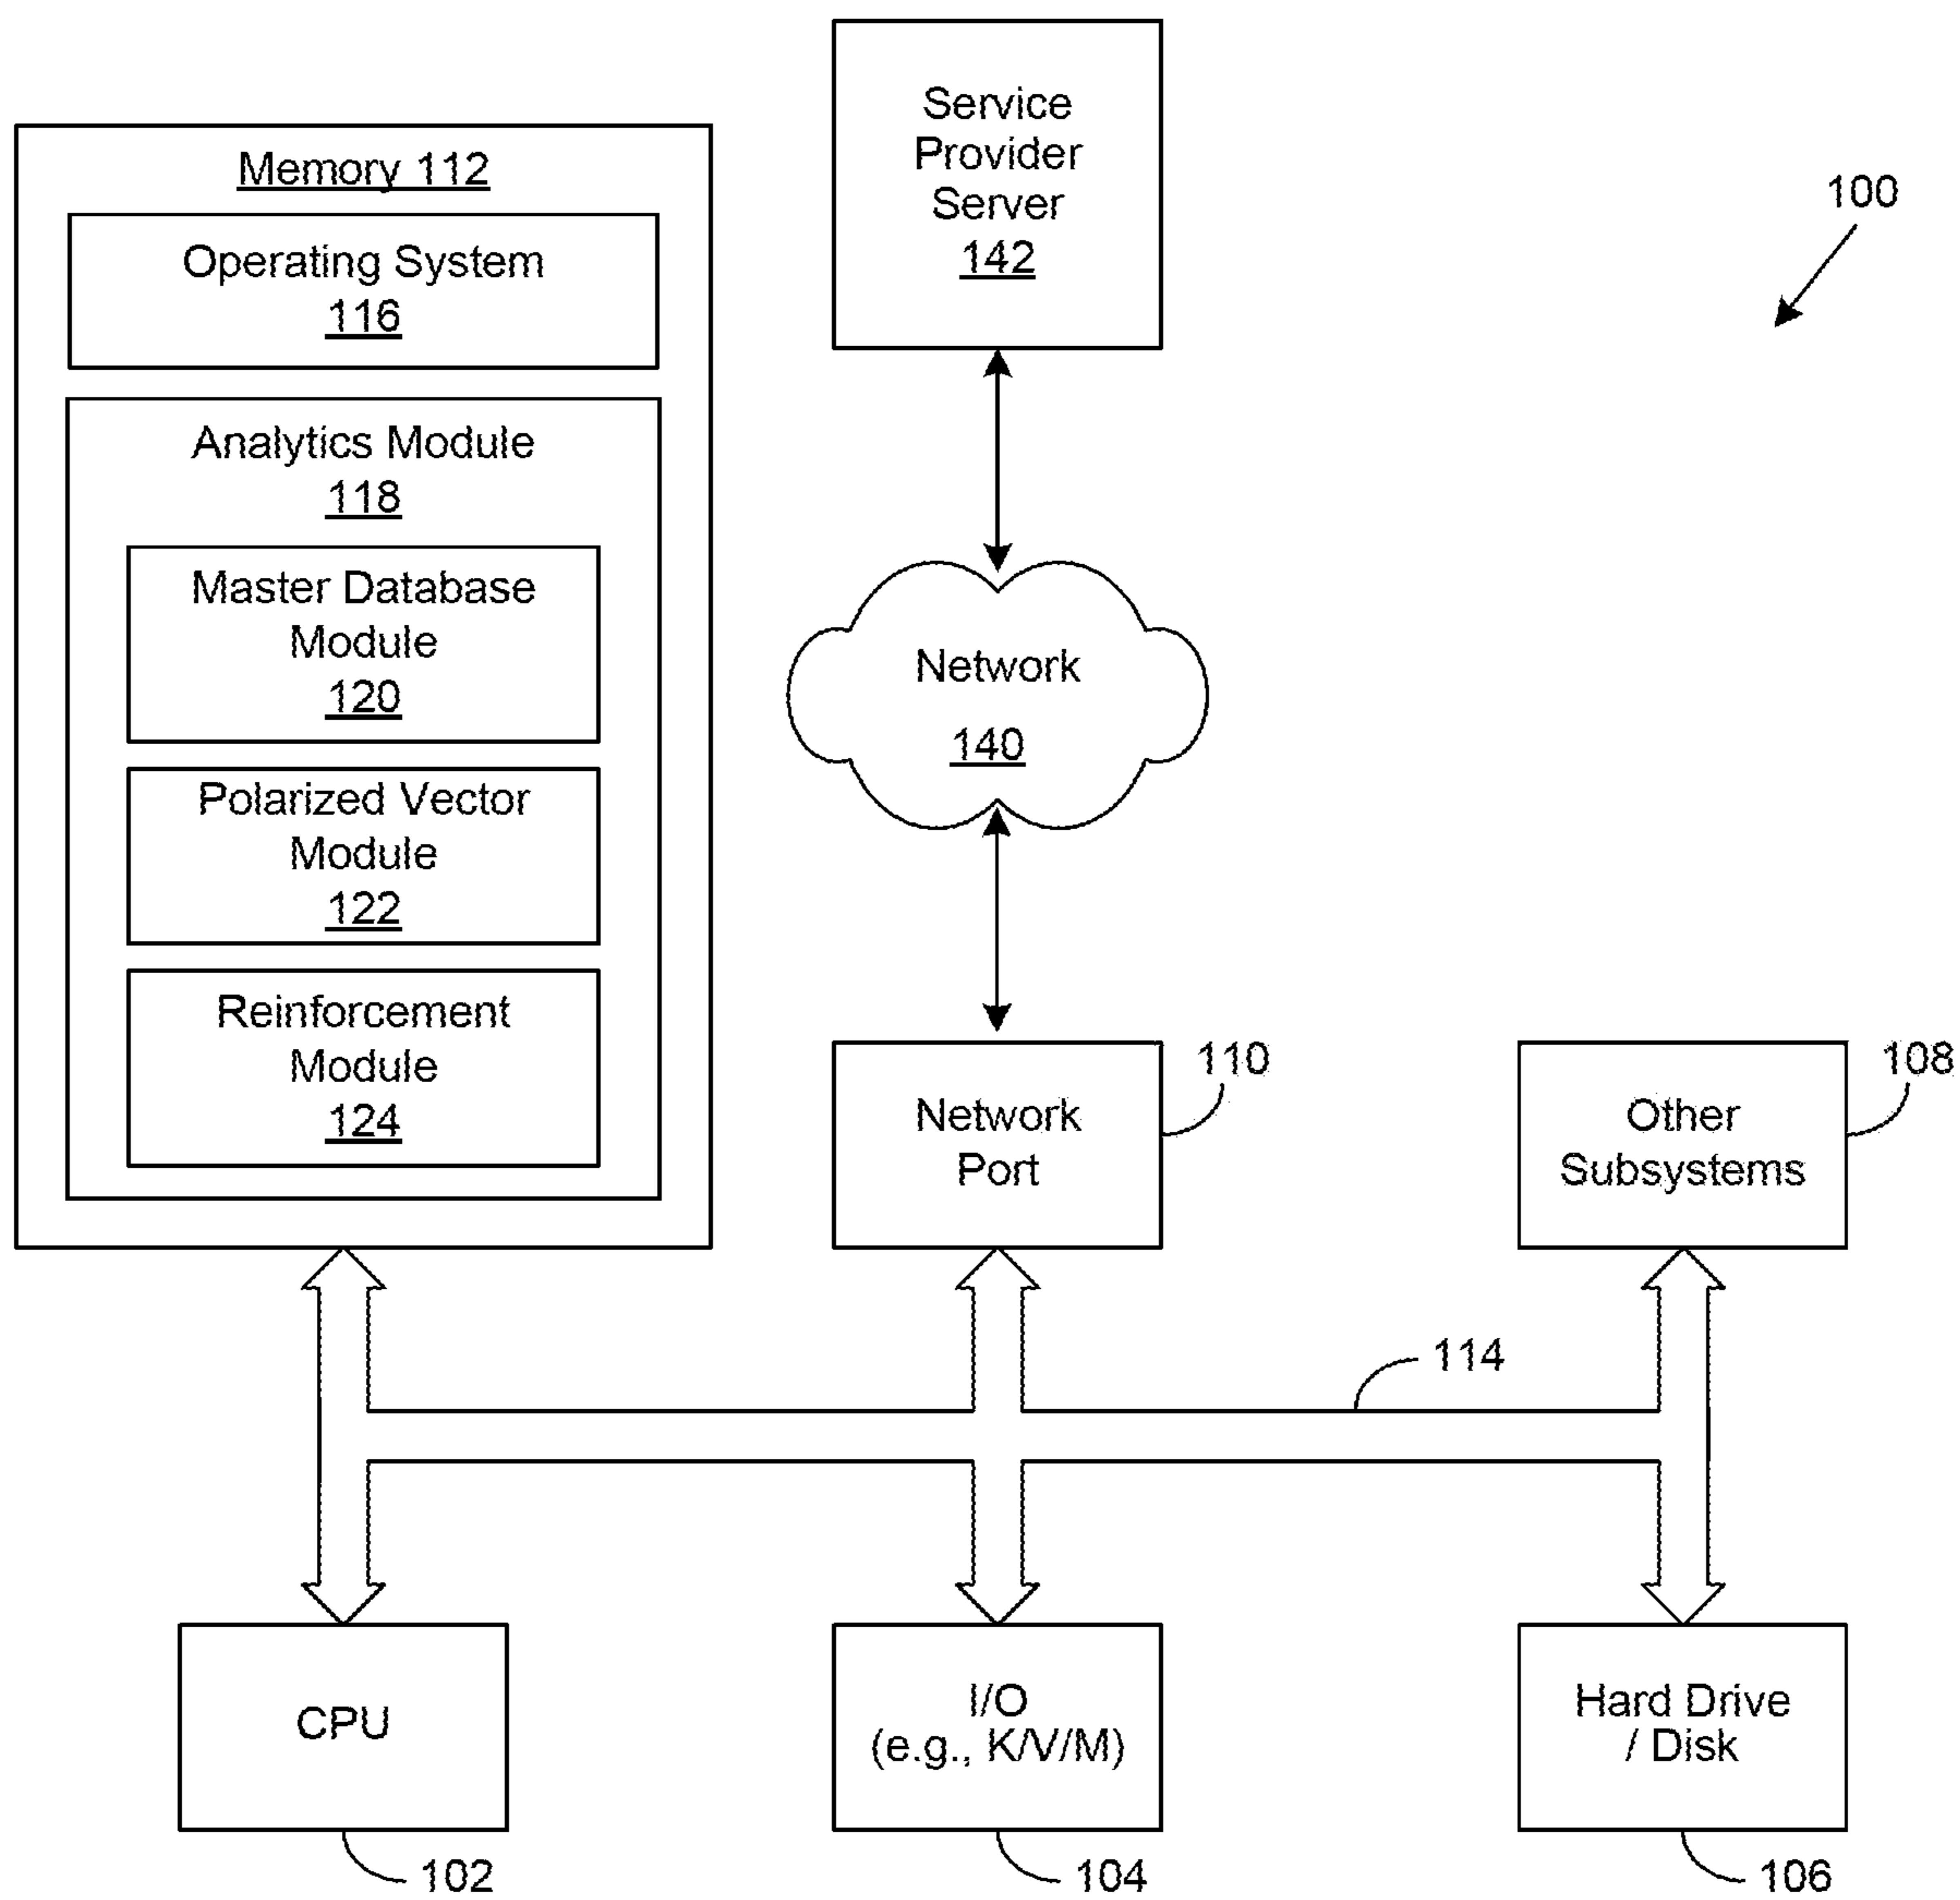 Service
Provider
Server
142
100
Memory 112
Operating System
116
Analytics Module
118
Master Database
Module
120
Polarized Vector
Module
122
Reinforcement
Module
124
Network
140
Network
Port
110
Other
Subsystems
108
114
CPU
102
I/O
(e.g., K/V/M)
104
Hard Drive
/ Disk
106